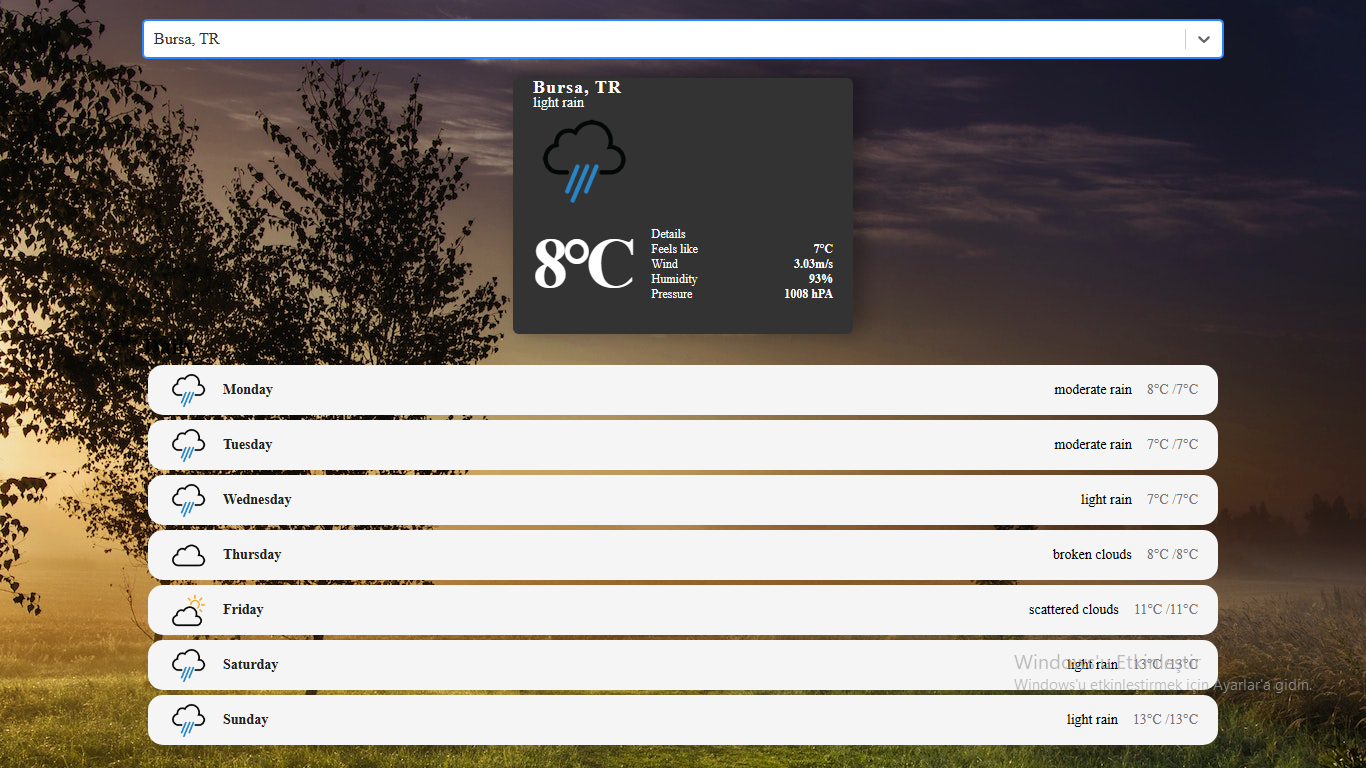 Bursa, TR
Bursa, TR
light rain
8°C
Details
Feels like 7°C
Wind 3.03m/s
Humidity 93%
Pressure 1008 hPA
Monday moderate rain 8°C /7°C
Tuesday moderate rain 7°C /7°C
Wednesday light rain 7°C /7°C
Thursday broken clouds 8°C /8°C
Friday scattered clouds 11°C /11°C
Saturday light rain 13°C /13°C
Windows'u Etkinleştir
Windows'u etkinleştirmek için Ayarlar'a gidin.
Sunday light rain 13°C /13°C